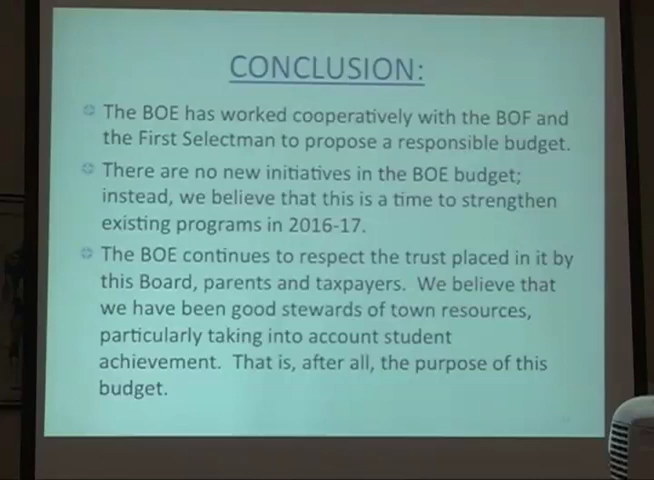 CONCLUSION:
The BOE has worked cooperatively with the BOF and
the First Selectman to propose a responsible budget.
There are no new initiatives in the BOE budget;
instead, we believe that this is a time to strengthen
existing programs in 2016-17.
The BOE continues to respect the trust placed in it by
this Board, parents and taxpayers. We believe that
we have been good stewards of town resources,
particularly taking into account student
achievement. That is, after all, the purpose of this
budget.